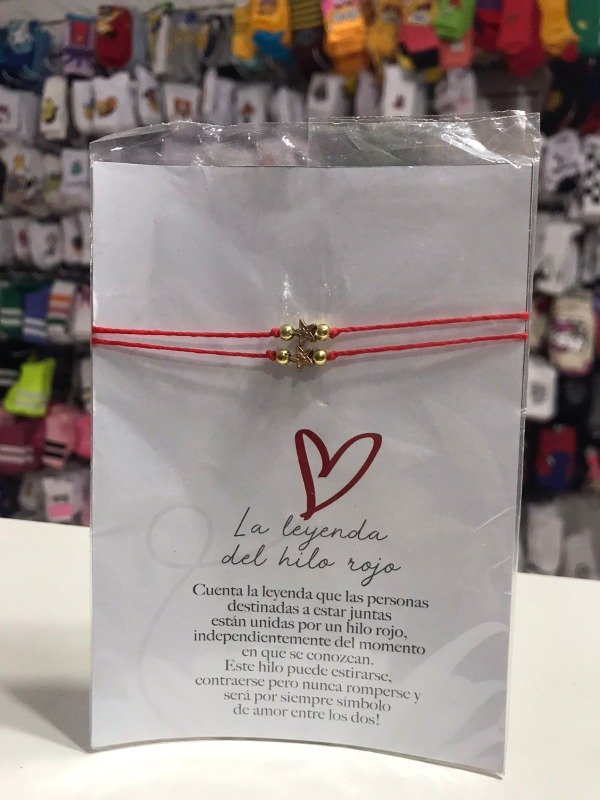 La leyenda
del hilo rojo
Cuenta la leyenda que las personas
destinadas a estar juntas
están unidas por un hilo rojo,
independientemente del momento
en que se conozcan.
Este hilo puede estirarse,
contraerse pero nunca romperse y
será por siempre símbolo
de amor entre los dos!